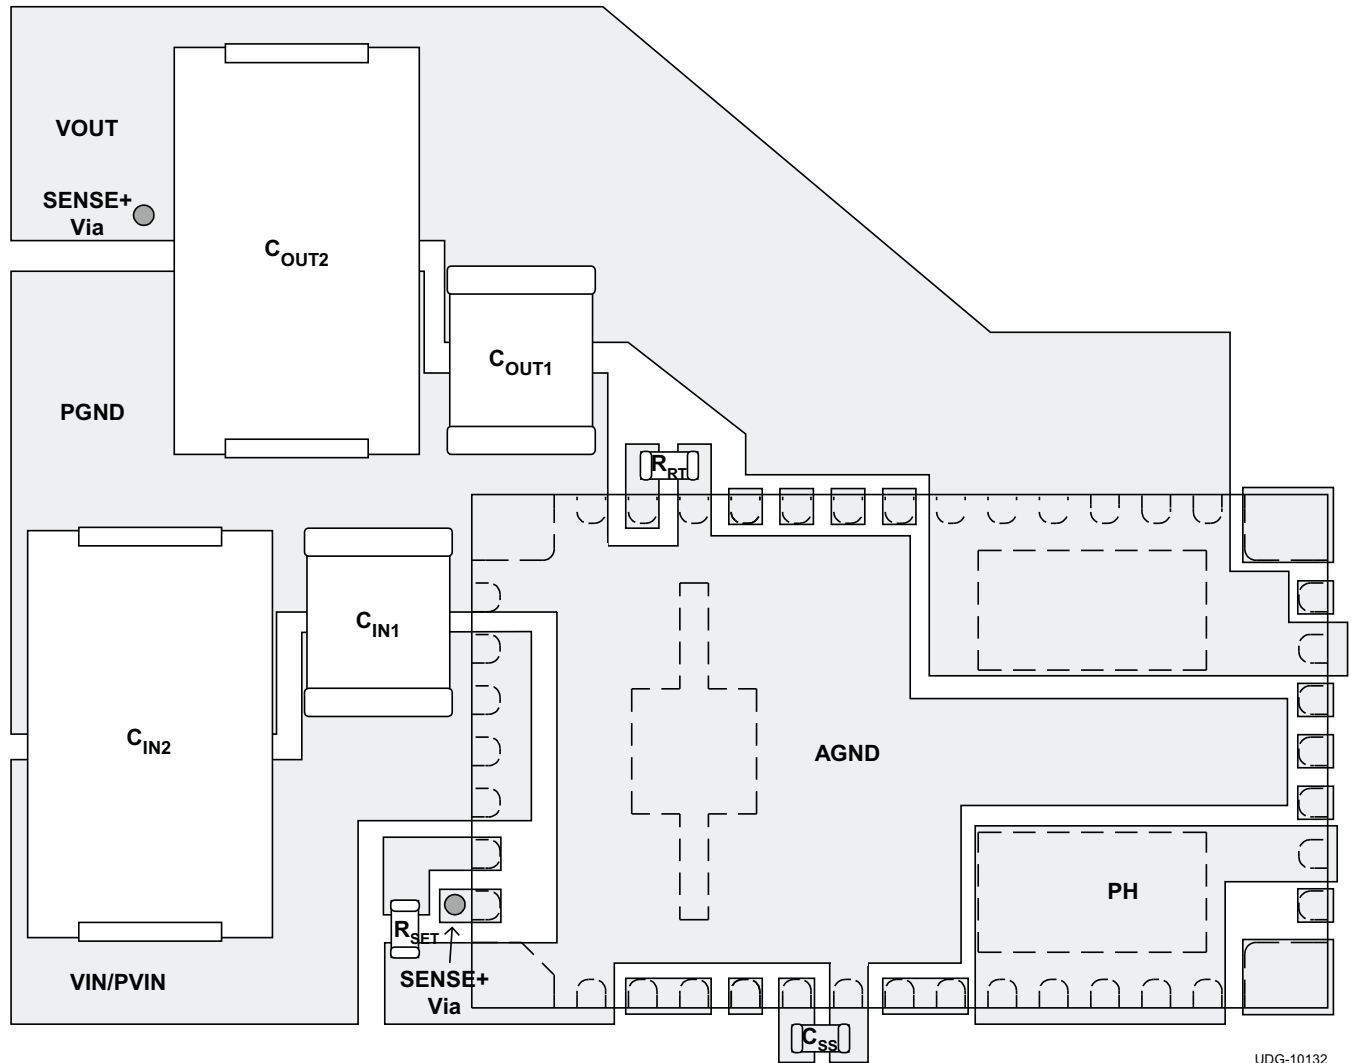 VOUT
SENSE+
Via
COUT2
COUT1
PGND
RRT
CIN1
CIN2
AGND
PH
RSET
SENSE+
Via
VIN/PVIN
CSS
UDG-10132